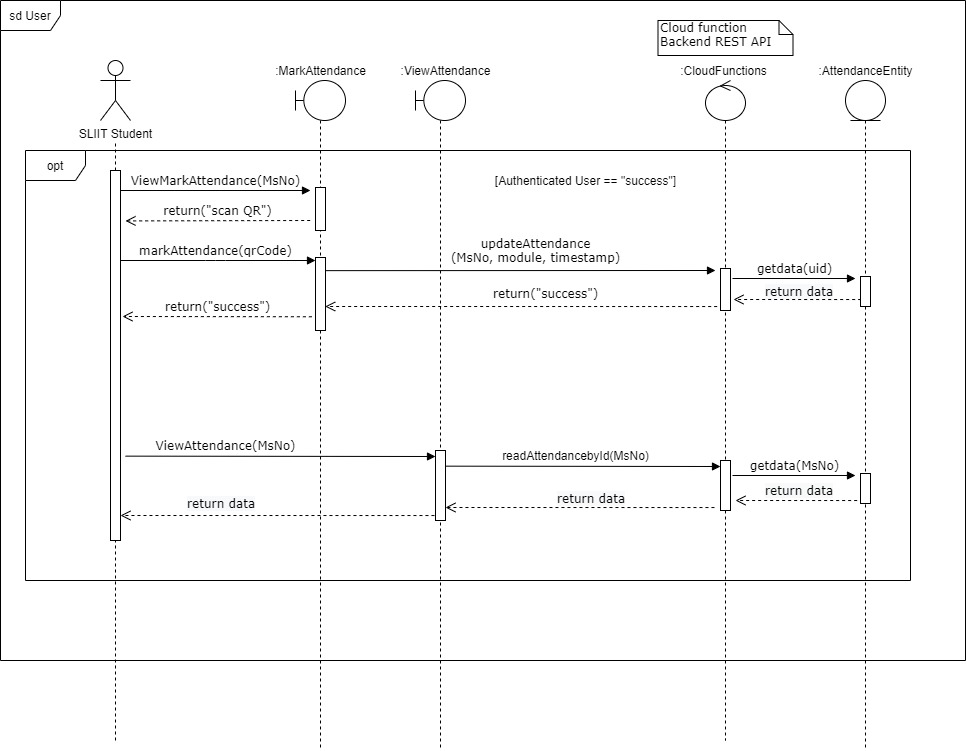 sd User
Cloud function
Backend REST API
:MarkAttendance
:ViewAttendance
:CloudFunctions
:AttendanceEntity
SLIIT Student
opt
ViewMarkAttendance(MsNo)
[Authenticated User == "success"]
return("scan QR")
markAttendance(qrCode)
updateAttendance
(MsNo, module, timestamp)
getdata(uid)
return data
return("success")
return("success")
ViewAttendance(MsNo)
readAttendancebyId(MsNo)
getdata(MsNo)
return data
return data
return data